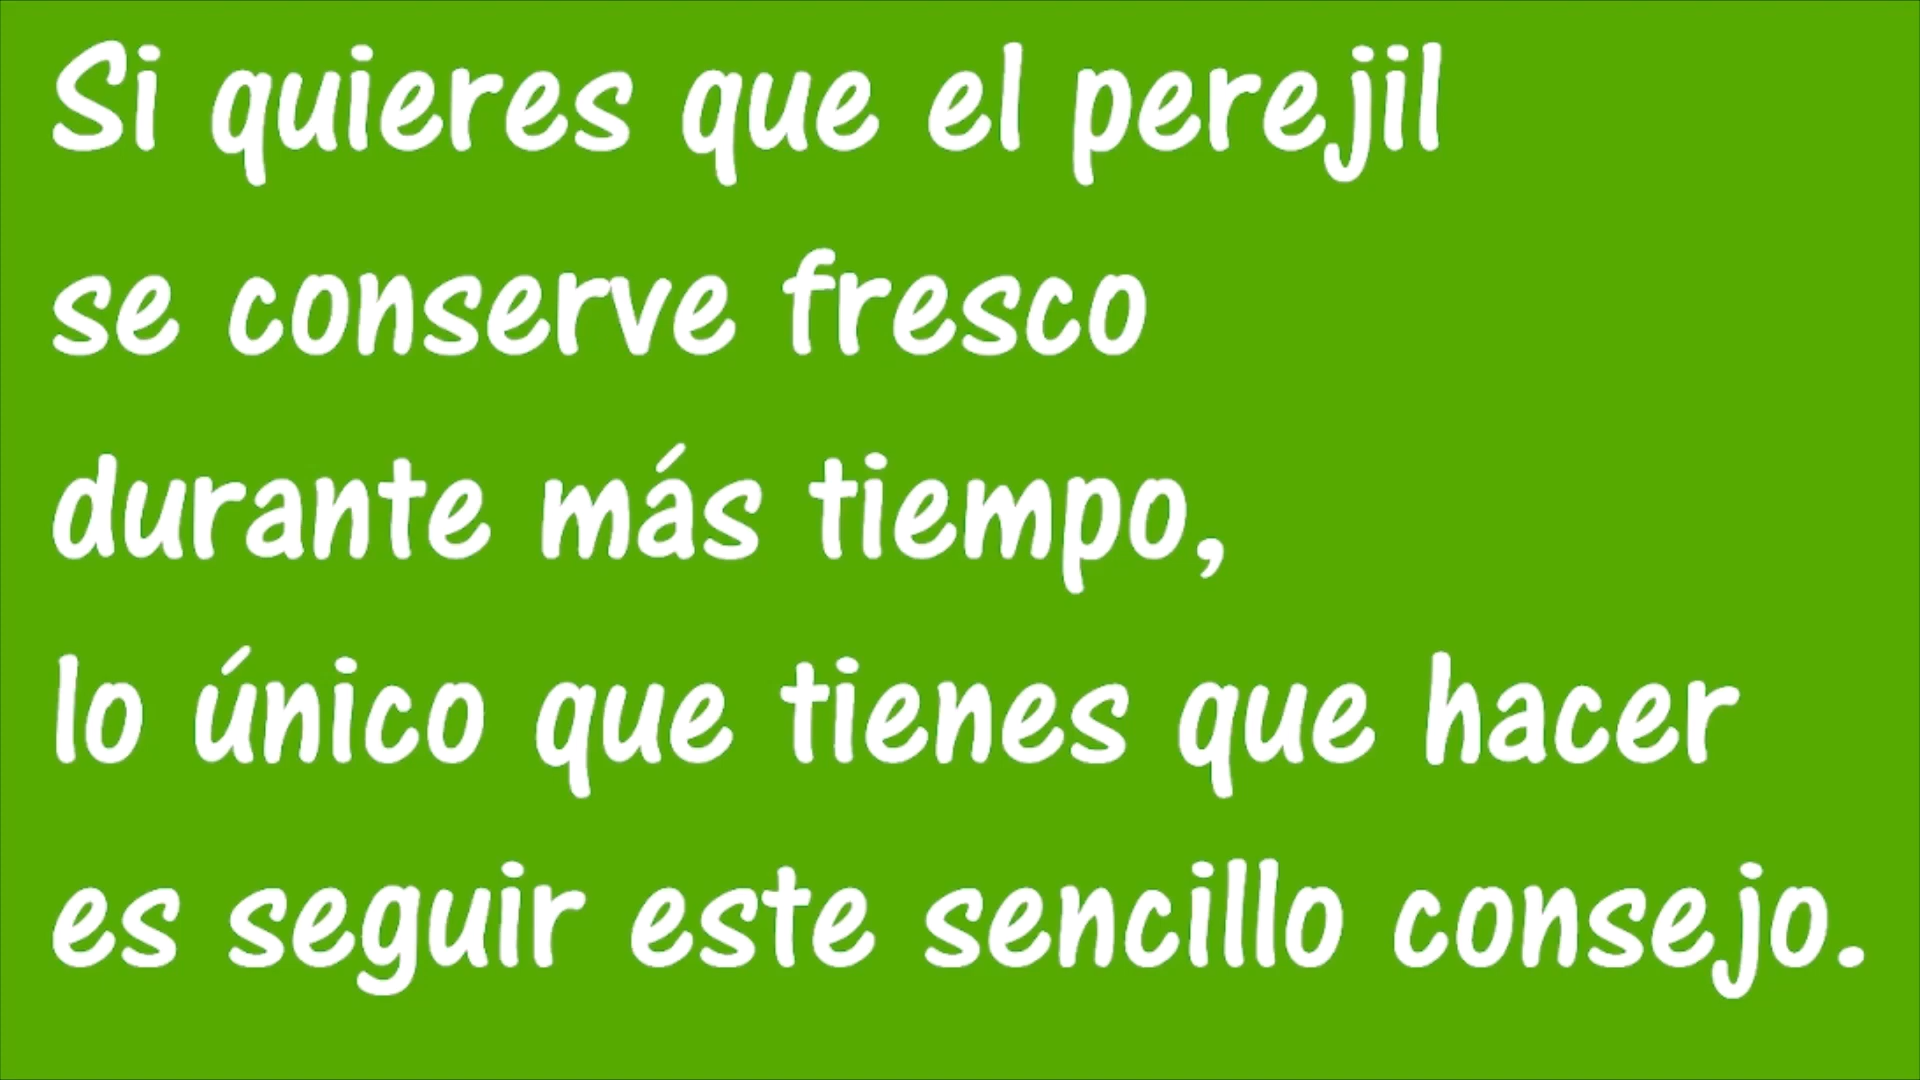 Si quieres que el perejil
se conserve fresco
durante más tiempo,
lo único que tienes que hacer
es seguir este sencillo consejo.